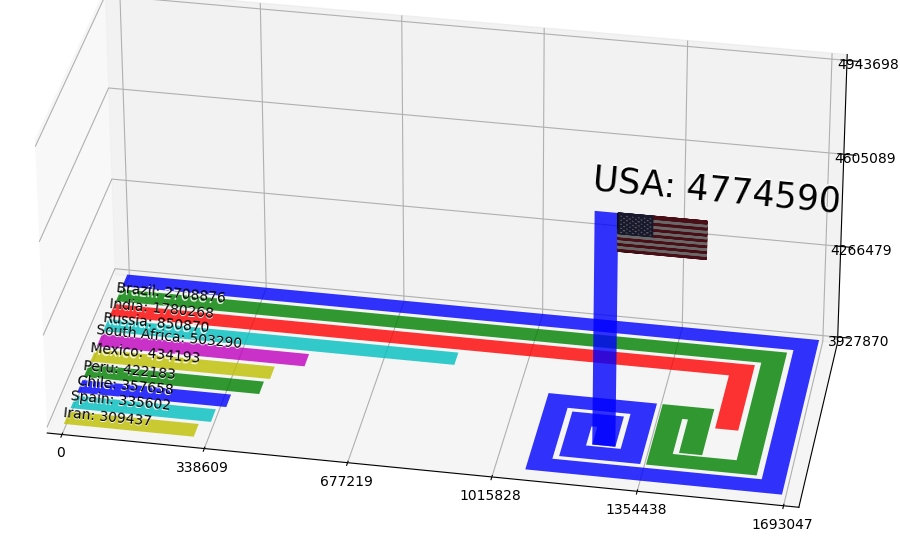 4943698
4605089
USA: 4774590
4266479
Brazil: 2708876
India: 1780268
Russia: 850870
South Africa: 503290
3927870
Mexico: 434193
Peru: 422183
Chile: 357658
Spain: 335602
Iran: 309437
0
338609
677219
1015828
1354438
1693047